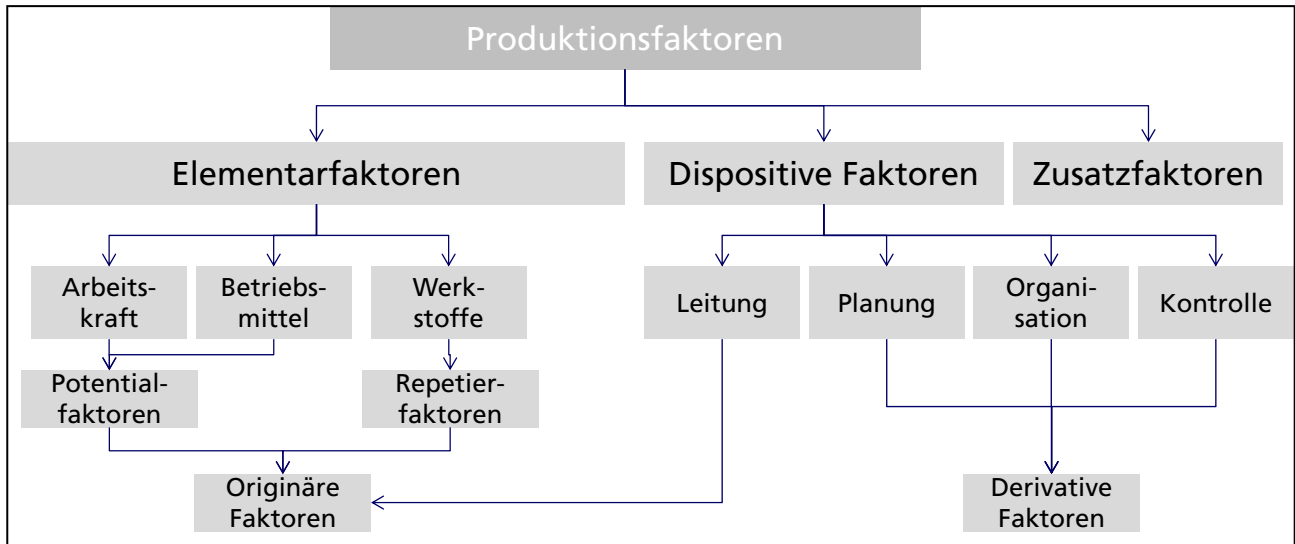 Produktionsfaktoren
Elementarfaktoren
Dispositive Faktoren
Zusatzfaktoren
Arbeits-
kraft
Betriebs-
mittel
Werk-
stoffe
Leitung
Planung
Organi-
sation
Kontrolle
Potential-
faktoren
Repetier-
faktoren
Originäre
Faktoren
Derivative
Faktoren